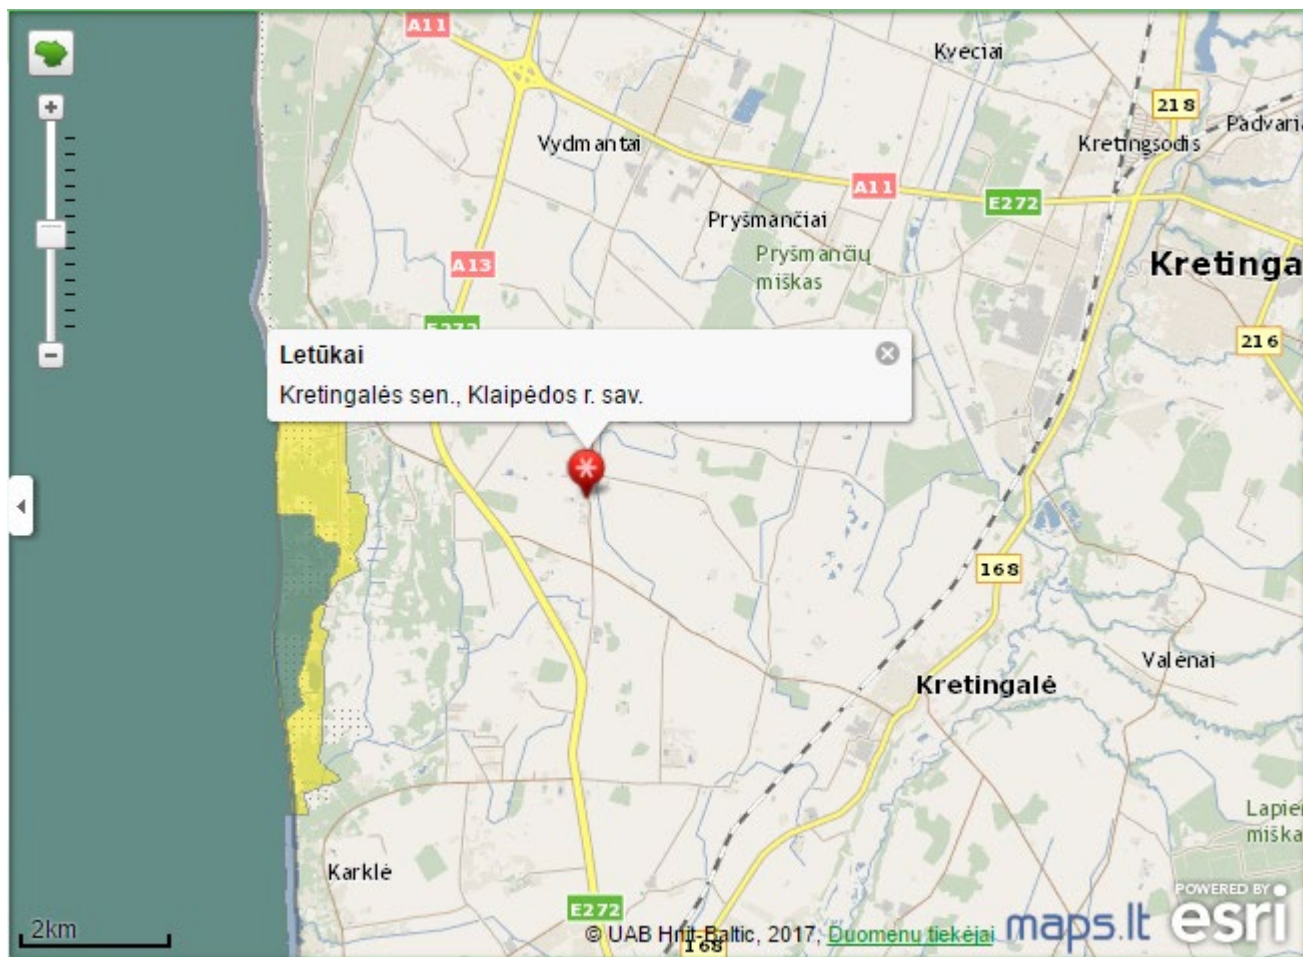 A11
Kveciai
218
Padvari
Vydmantai
Kretingsodis
A11
E272
Pryšmančiai
Pryšmančių
miškas
A13
Kretinga
E272
216
Letūkai
Kretingalės sen., Klaipėdos r. sav.
168
Valėnai
Kretingalė
Lapie
miška
Karklė
E272
POWERED BY
esri
maps.lt
2km
© UAB Hnit-Baltic, 2017, Duomenų tiekėjai
168